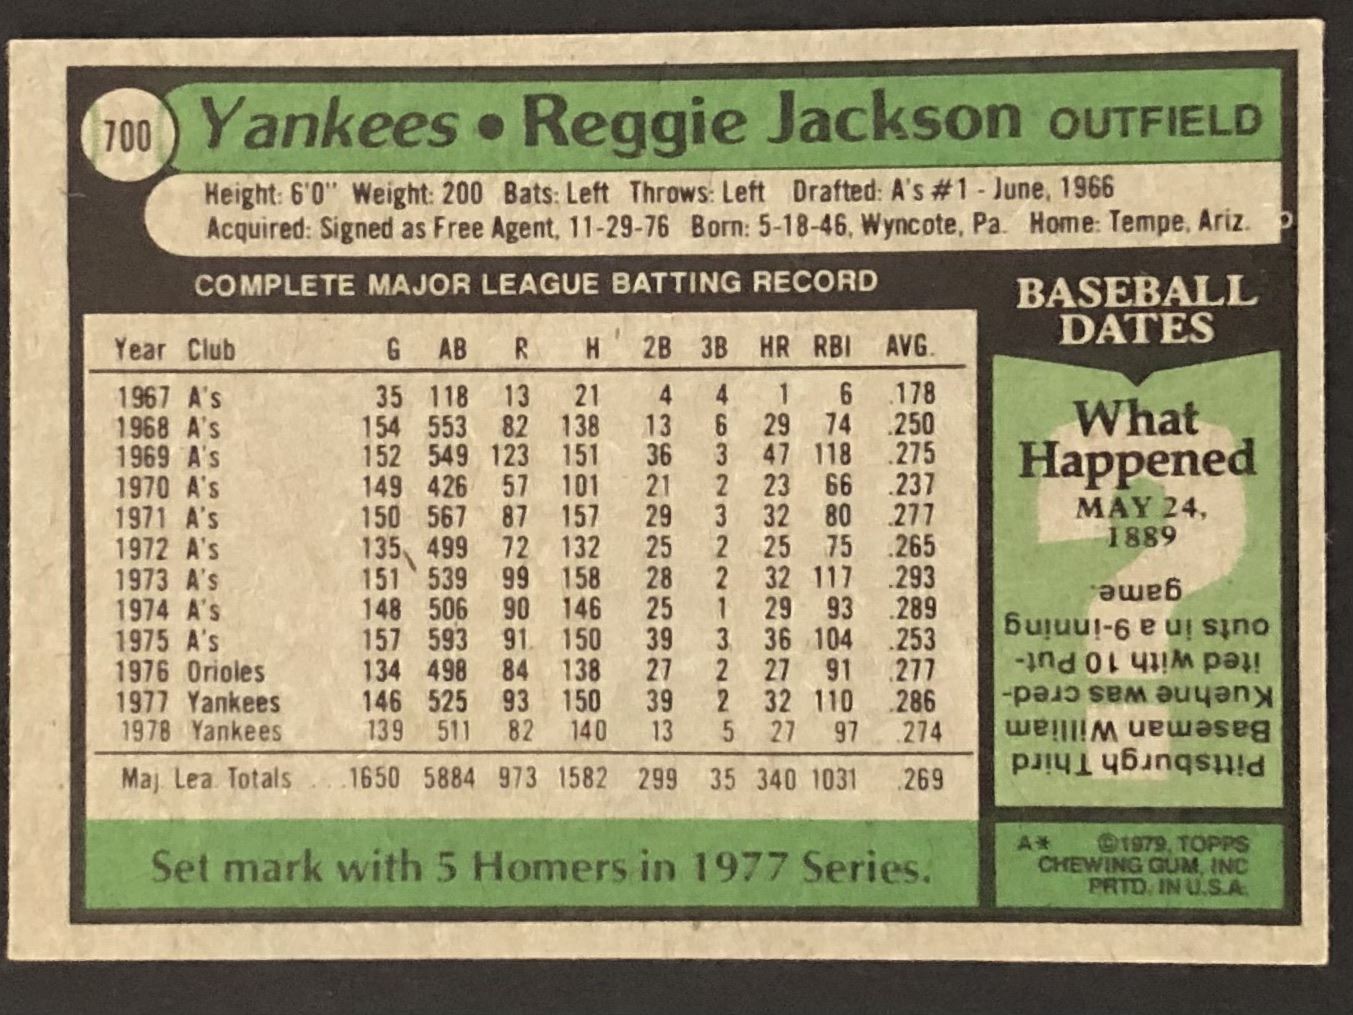 700
Yankees • Reggie Jackson OUTFIELD
Height: 6'0" Weight: 200 Bats: Left Throws: Left Drafted: A's #1 - June, 1966
Acquired: Signed as Free Agent, 11-29-76 Born: 5-18-46, Wyncote, Pa. Home: Tempe, Ariz.
COMPLETE MAJOR LEAGUE BATTING RECORD
Year Club G AB R H 2B 3B HR RBI AVG.
1967 A's 35 118 13 21 4 4 1 6 .178
1968 A's 154 553 82 138 13 6 29 74 .250
1969 A's 152 549 123 151 36 3 47 118 .275
1970 A's 149 426 57 101 21 2 23 66 .237
1971 A's 150 567 87 157 29 3 32 80 .277
1972 A's 135 499 72 132 25 2 25 75 .265
1973 A's 151 539 99 158 28 2 32 117 .293
1974 A's 148 506 90 146 25 1 29 93 .289
1975 A's 157 593 91 150 39 3 36 104 .253
1976 Orioles 134 498 84 138 27 2 27 91 .277
1977 Yankees 146 525 93 150 39 2 32 110 .286
1978 Yankees 139 511 82 140 13 5 27 97 .274
Maj. Lea. Totals ....1650 5884 973 1582 299 35 340 1031 .269
Set mark with 5 Homers in 1977 Series.
BASEBALL
DATES
What
Happened
MAY 24,
1889
?
Pittsburgh Third
Baseman William
Kuehne was cred-
ited with 10 Put-
outs in a 9-inning
game.
A* ©1979, TOPPS
CHEWING GUM, INC
PRTD. IN U.S.A.